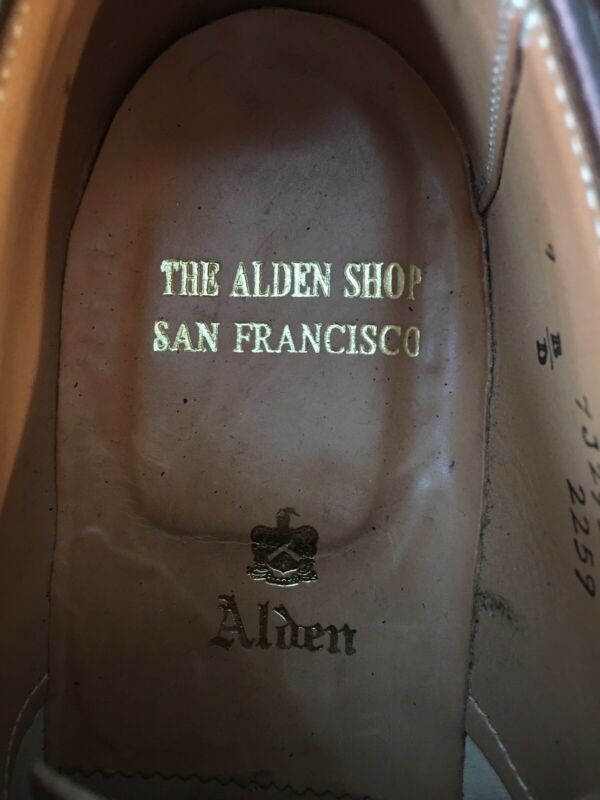 THE ALDEN SHOP
SAN FRANCISCO
Alden
B
D
2259